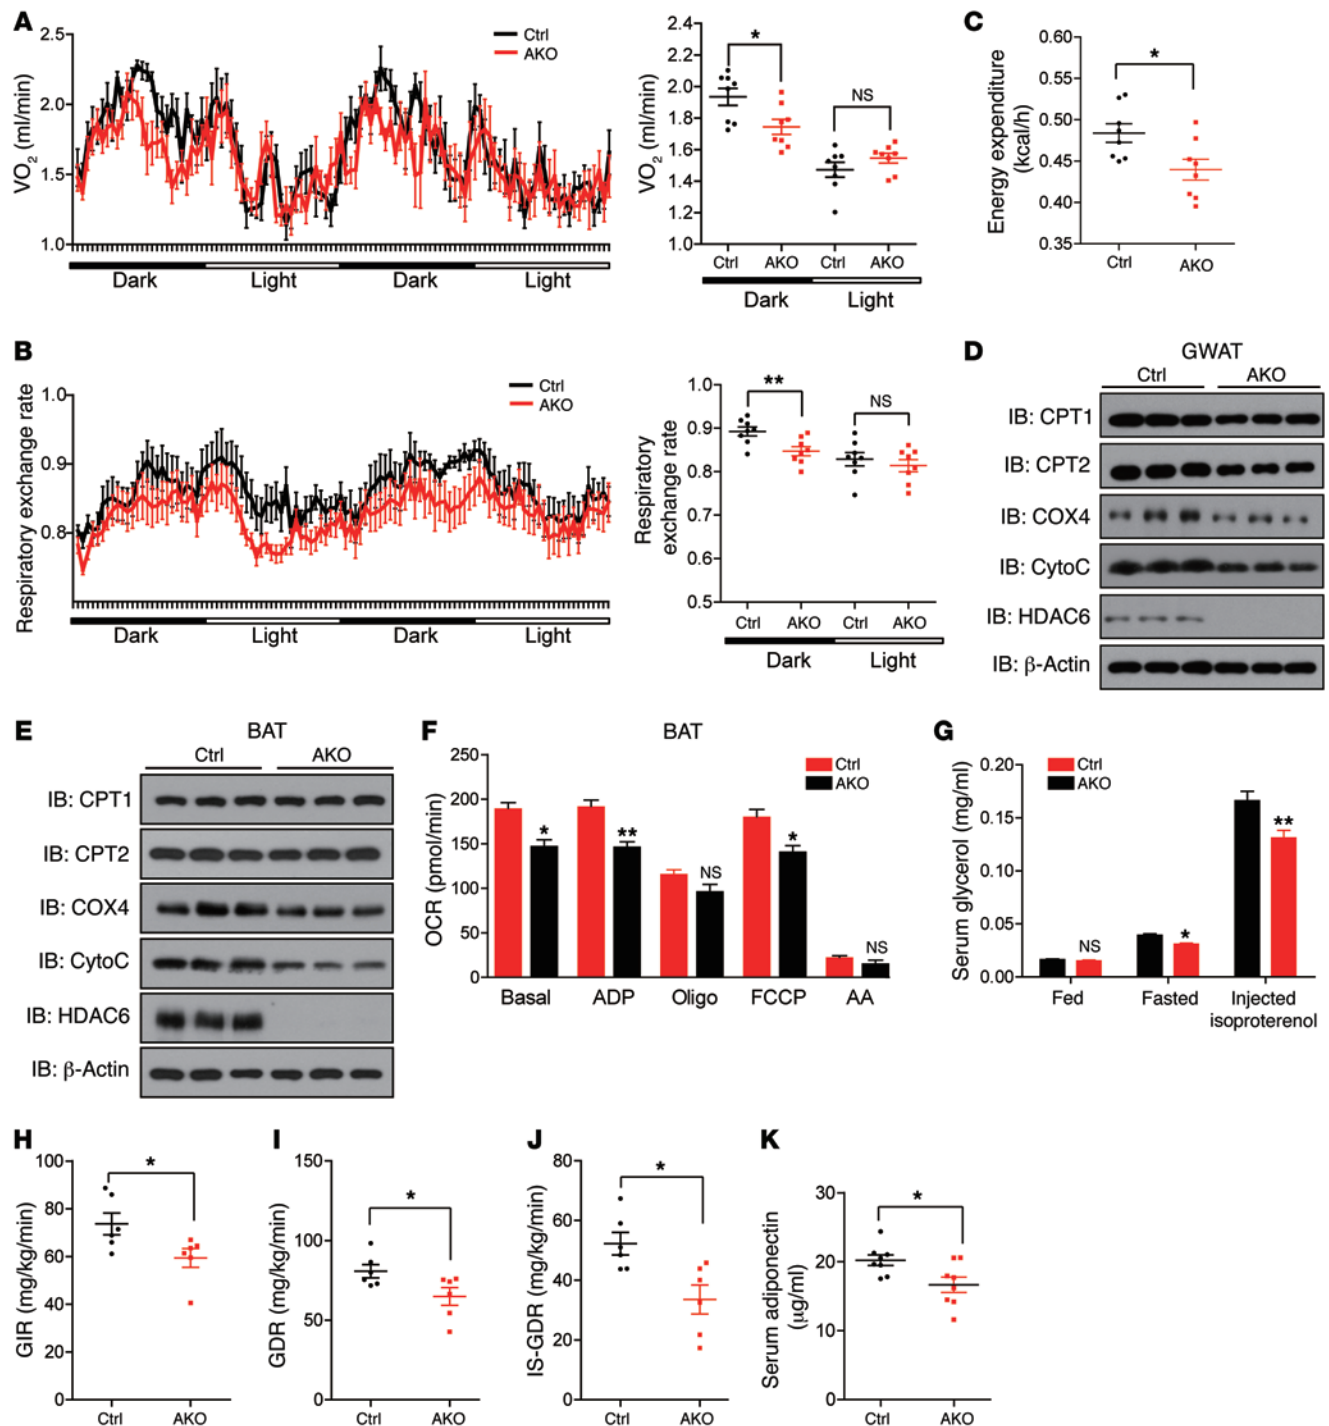 A
2.5
2.0
1.5
1.0
VO2 (ml/min)
Ctrl
AKO
Dark
Light
Dark
Light
2.4
2.2
2.0
1.8
1.6
1.4
1.2
1.0
VO2 (ml/min)
*
NS
Ctrl
AKO
Ctrl
AKO
Dark
Light
C
0.60
0.55
0.50
0.45
0.40
0.35
Energy expenditure
(kcal/h)
*
Ctrl
AKO
B
1.0
0.9
0.8
Respiratory exchange rate
Ctrl
AKO
Dark
Light
Dark
Light
1.0
0.9
0.8
0.7
0.6
0.5
Respiratory
exchange rate
**
NS
Ctrl
AKO
Ctrl
AKO
Dark
Light
D
GWAT
Ctrl
AKO
IB: CPT1
IB: CPT2
IB: COX4
IB: CytoC
IB: HDAC6
IB: β-Actin
E
BAT
Ctrl
AKO
IB: CPT1
IB: CPT2
IB: COX4
IB: CytoC
IB: HDAC6
IB: β-Actin
F
BAT
250
200
150
100
50
0
OCR (pmol/min)
Ctrl
AKO
*
**
NS
*
NS
Basal
ADP
Oligo
FCCP
AA
G
0.20
0.15
0.10
0.05
0.00
Serum glycerol (mg/ml)
Ctrl
AKO
NS
*
**
Fed
Fasted
Injected
isoproterenol
H
100
80
60
40
20
0
GIR (mg/kg/min)
*
Ctrl
AKO
I
150
100
50
0
GDR (mg/kg/min)
*
Ctrl
AKO
J
80
60
40
20
0
IS-GDR (mg/kg/min)
*
Ctrl
AKO
K
30
20
10
0
Serum adiponectin
(μg/ml)
*
Ctrl
AKO